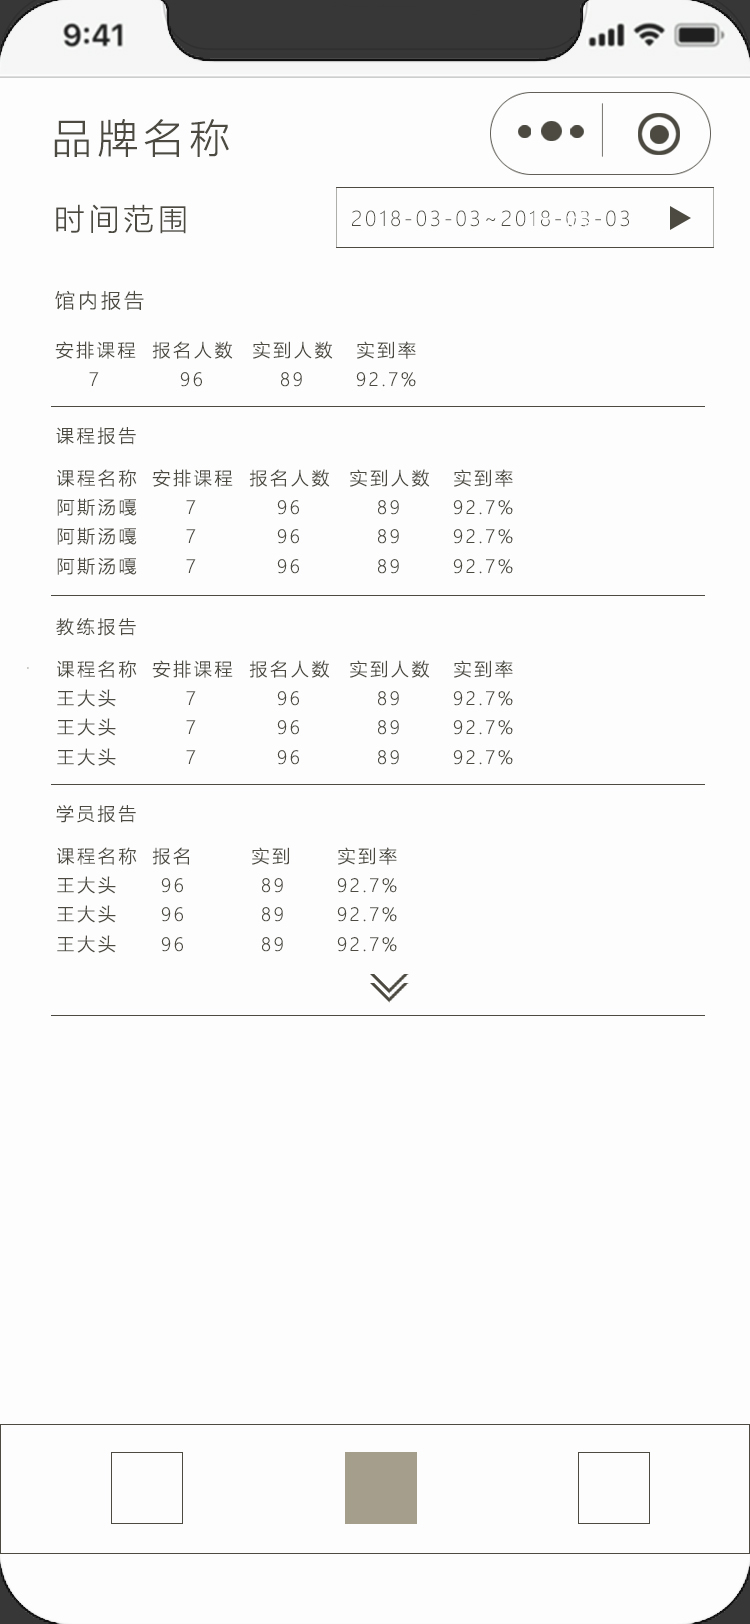 9:41
品牌名称
时间范围 2018-03-03~2018-03-03
馆内报告
安排课程 报名人数 实到人数 实到率
7 96 89 92.7%
课程报告
课程名称 安排课程 报名人数 实到人数 实到率
阿斯汤嘎 7 96 89 92.7%
阿斯汤嘎 7 96 89 92.7%
阿斯汤嘎 7 96 89 92.7%
教练报告
课程名称 安排课程 报名人数 实到人数 实到率
王大头 7 96 89 92.7%
王大头 7 96 89 92.7%
王大头 7 96 89 92.7%
学员报告
课程名称 报名 实到 实到率
王大头 96 89 92.7%
王大头 96 89 92.7%
王大头 96 89 92.7%